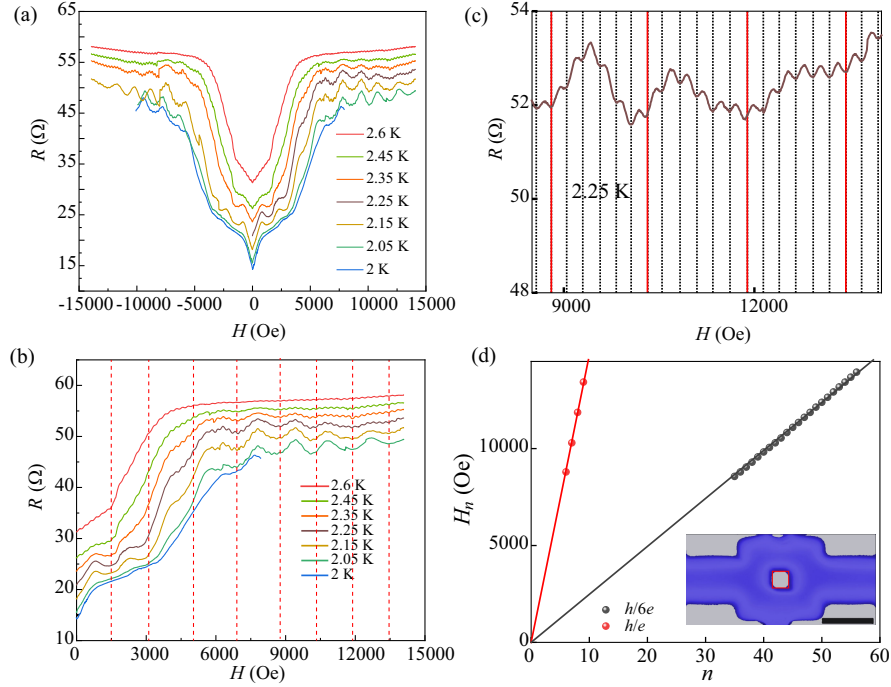 (a)
R (Ω)
65
55
45
35
25
15
2.6 K
2.45 K
2.35 K
2.25 K
2.15 K
2.05 K
2 K
-15000 -10000 -5000 0 5000 10000 15000
H (Oe)
(c)
R (Ω)
54
52
50
48
2.25 K
9000 12000
H (Oe)
(b)
R (Ω)
60
50
40
30
20
10
2.6 K
2.45 K
2.35 K
2.25 K
2.15 K
2.05 K
2 K
0 3000 6000 9000 12000 15000
H (Oe)
(d)
Hn (Oe)
10000
5000
0
h/6e
h/e
0 10 20 30 40 50 60
n